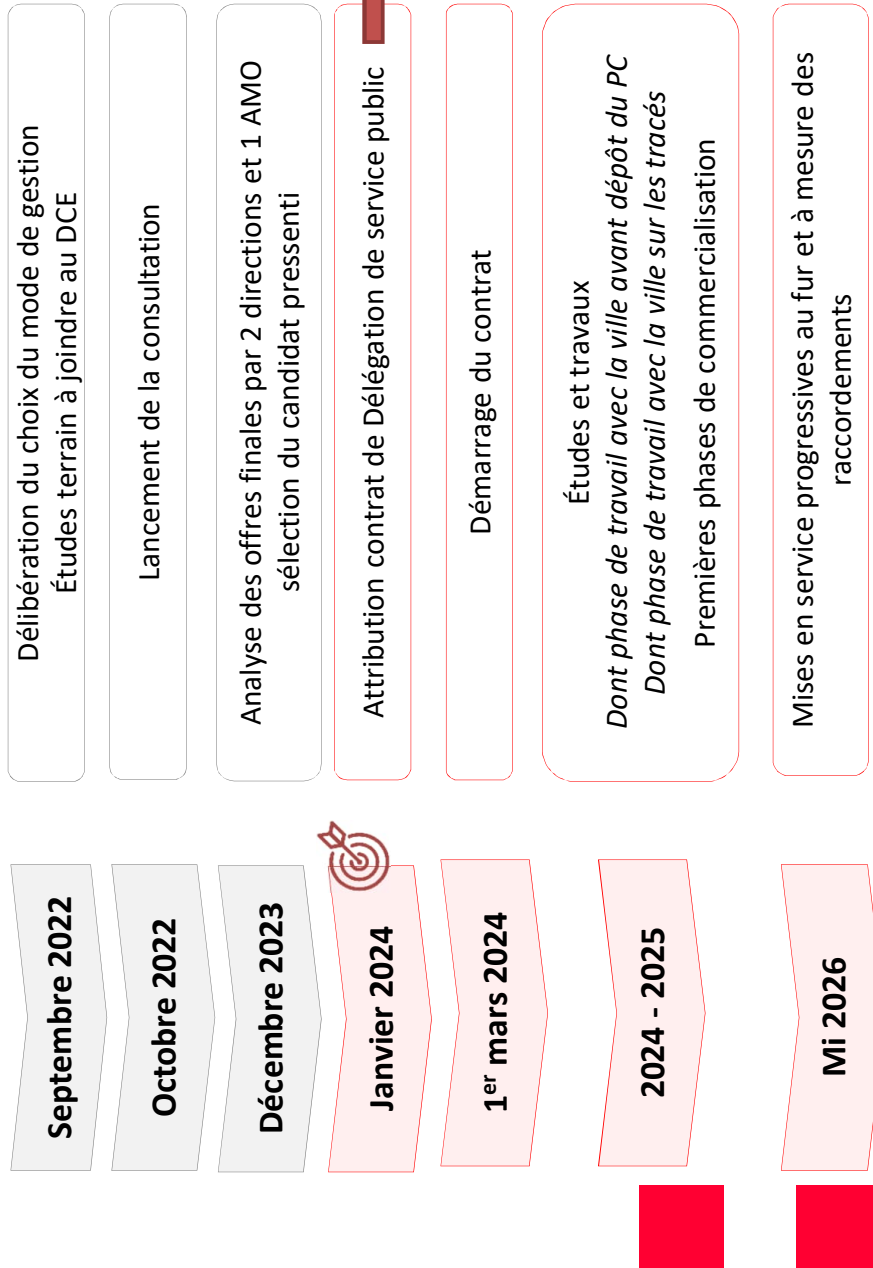 Septembre 2022
Délibération du choix du mode de gestion
Études terrain à joindre au DCE
Octobre 2022
Lancement de la consultation
Décembre 2023
Analyse des offres finales par 2 directions et 1 AMO
sélection du candidat pressenti
Janvier 2024
Attribution contrat de Délégation de service public
1er mars 2024
Démarrage du contrat
2024 - 2025
Études et travaux
Dont phase de travail avec la ville avant dépôt du PC
Dont phase de travail avec la ville sur les tracés
Premières phases de commercialisation
Mi 2026
Mises en service progressives au fur et à mesure des
raccordements